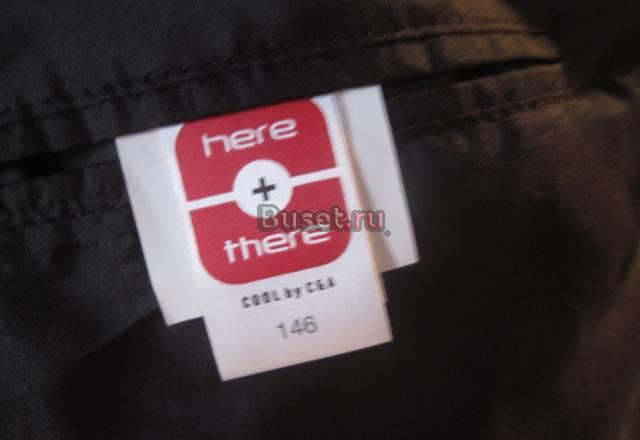 here
+
there
COOL by C&A
146
Buset.ru